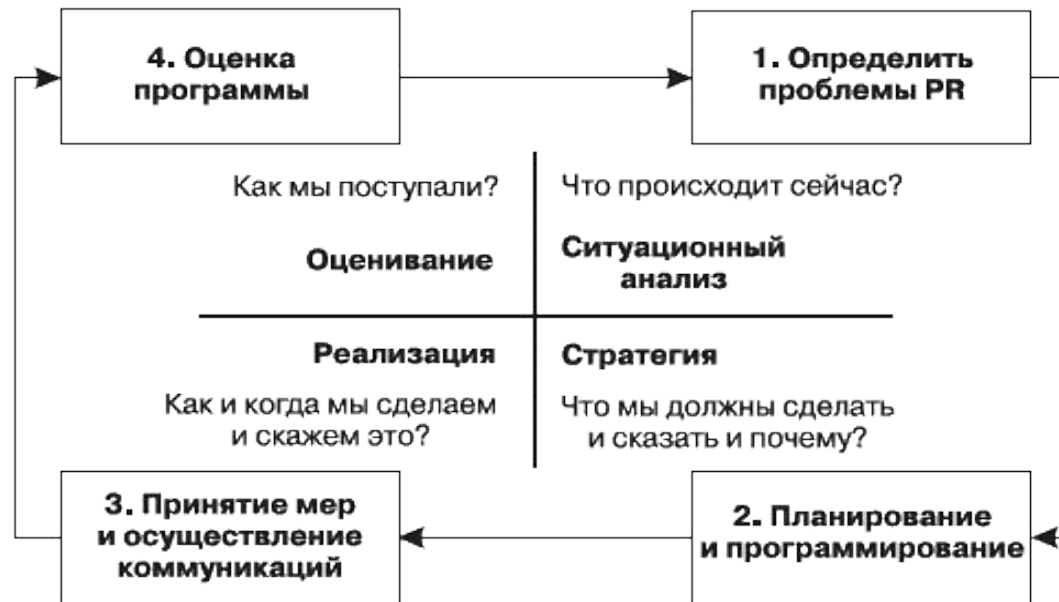 4. Оценка
программы
1. Определить
проблемы PR
Как мы поступали?
Что происходит сейчас?
Оценивание
Ситуационный
анализ
Реализация
Стратегия
Как и когда мы сделаем
и скажем это?
Что мы должны сделать
и сказать и почему?
3. Принятие мер
и осуществление
коммуникаций
2. Планирование
и программирование